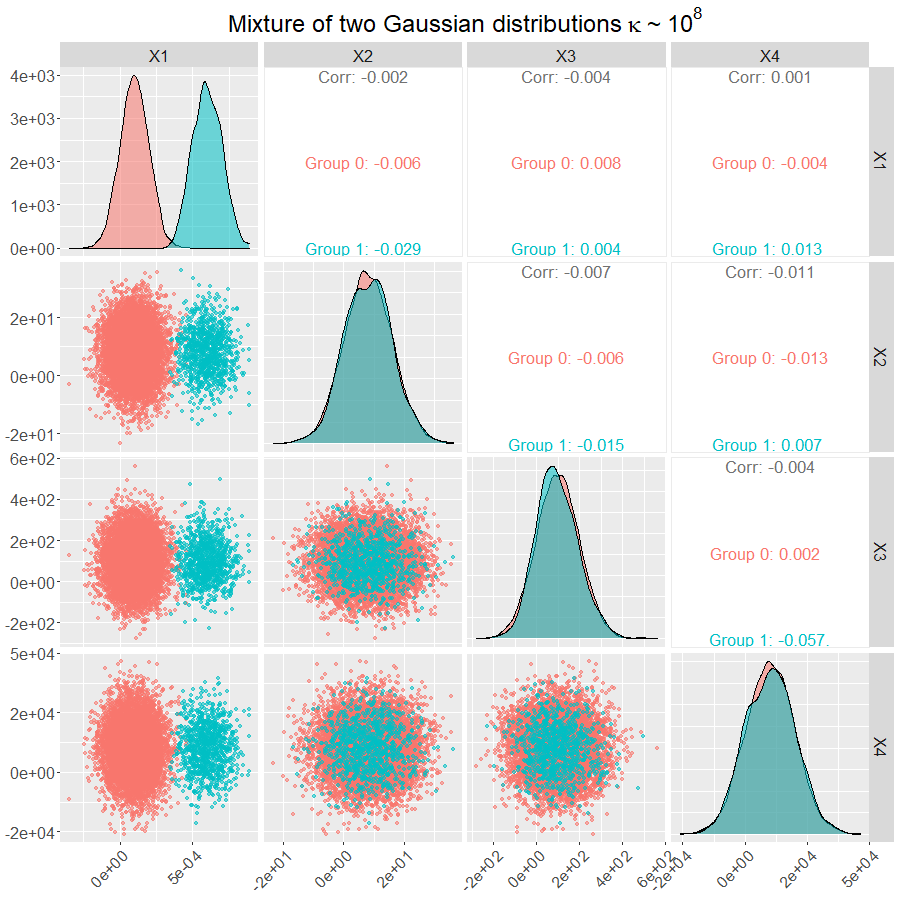 Mixture of two Gaussian distributions κ ~ 10⁸
X1 X2 X3 X4
4e+03
3e+03
2e+03
1e+03
0e+00
Corr: -0.002
Group 0: -0.006
Group 1: -0.029
Corr: -0.004
Group 0: 0.008
Group 1: 0.004
Corr: 0.001
Group 0: -0.004
Group 1: 0.013
X1
2e+01
0e+00
-2e+01
Corr: -0.007
Group 0: -0.006
Group 1: -0.015
Corr: -0.011
Group 0: -0.013
Group 1: 0.007
X2
6e+02
4e+02
2e+02
0e+00
-2e+02
Corr: -0.004
Group 0: 0.002
Group 1: -0.057.
X3
5e+04
2e+04
0e+00
-2e+04
X4
0e+00
5e-04
-2e+01
0e+00
2e+01
-2e+02
0e+00
2e+02
4e+02
6e+02
-2e+04
0e+00
2e+04
5e+04